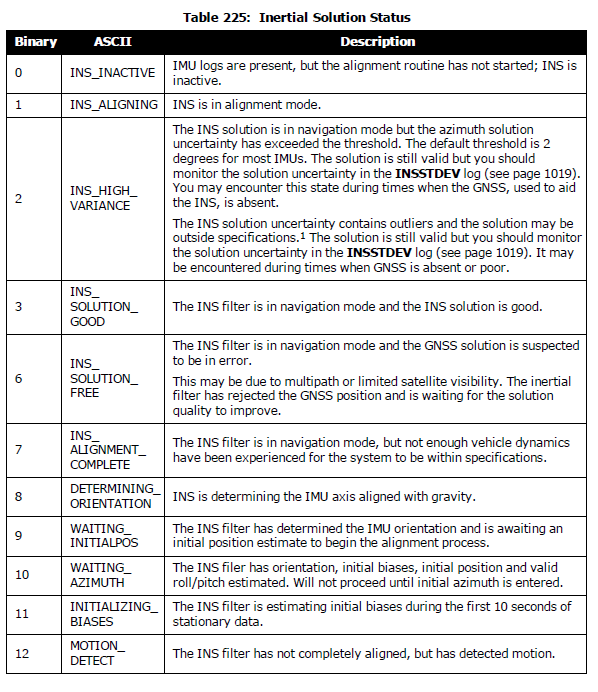 Table 225: Inertial Solution Status
Binary ASCII Description
0 INS_INACTIVE IMU logs are present, but the alignment routine has not started; INS is
inactive.
1 INS_ALIGNING INS is in alignment mode.
2 INS_HIGH_
VARIANCE
The INS solution is in navigation mode but the azimuth solution
uncertainty has exceeded the threshold. The default threshold is 2
degrees for most IMUs. The solution is still valid but you should
monitor the solution uncertainty in the INSSTDEV log (see page 1019).
You may encounter this state during times when the GNSS, used to aid
the INS, is absent.
The INS solution uncertainty contains outliers and the solution may be
outside specifications.1 The solution is still valid but you should monitor
the solution uncertainty in the INSSTDEV log (see page 1019). It may
be encountered during times when GNSS is absent or poor.
3 INS_
SOLUTION_
GOOD
The INS filter is in navigation mode and the INS solution is good.
6 INS_
SOLUTION_
FREE
The INS filter is in navigation mode and the GNSS solution is suspected
to be in error.
This may be due to multipath or limited satellite visibility. The inertial
filter has rejected the GNSS position and is waiting for the solution
quality to improve.
7 INS_
ALIGNMENT_
COMPLETE
The INS filter is in navigation mode, but not enough vehicle dynamics
have been experienced for the system to be within specifications.
8 DETERMINING_
ORIENTATION
INS is determining the IMU axis aligned with gravity.
9 WAITING_
INITIALPOS
The INS filter has determined the IMU orientation and is awaiting an
initial position estimate to begin the alignment process.
10 WAITING_
AZIMUTH
The INS filer has orientation, initial biases, initial position and valid
roll/pitch estimated. Will not proceed until initial azimuth is entered.
11 INITIALIZING_
BIASES
The INS filter is estimating initial biases during the first 10 seconds of
stationary data.
12 MOTION_
DETECT
The INS filter has not completely aligned, but has detected motion.